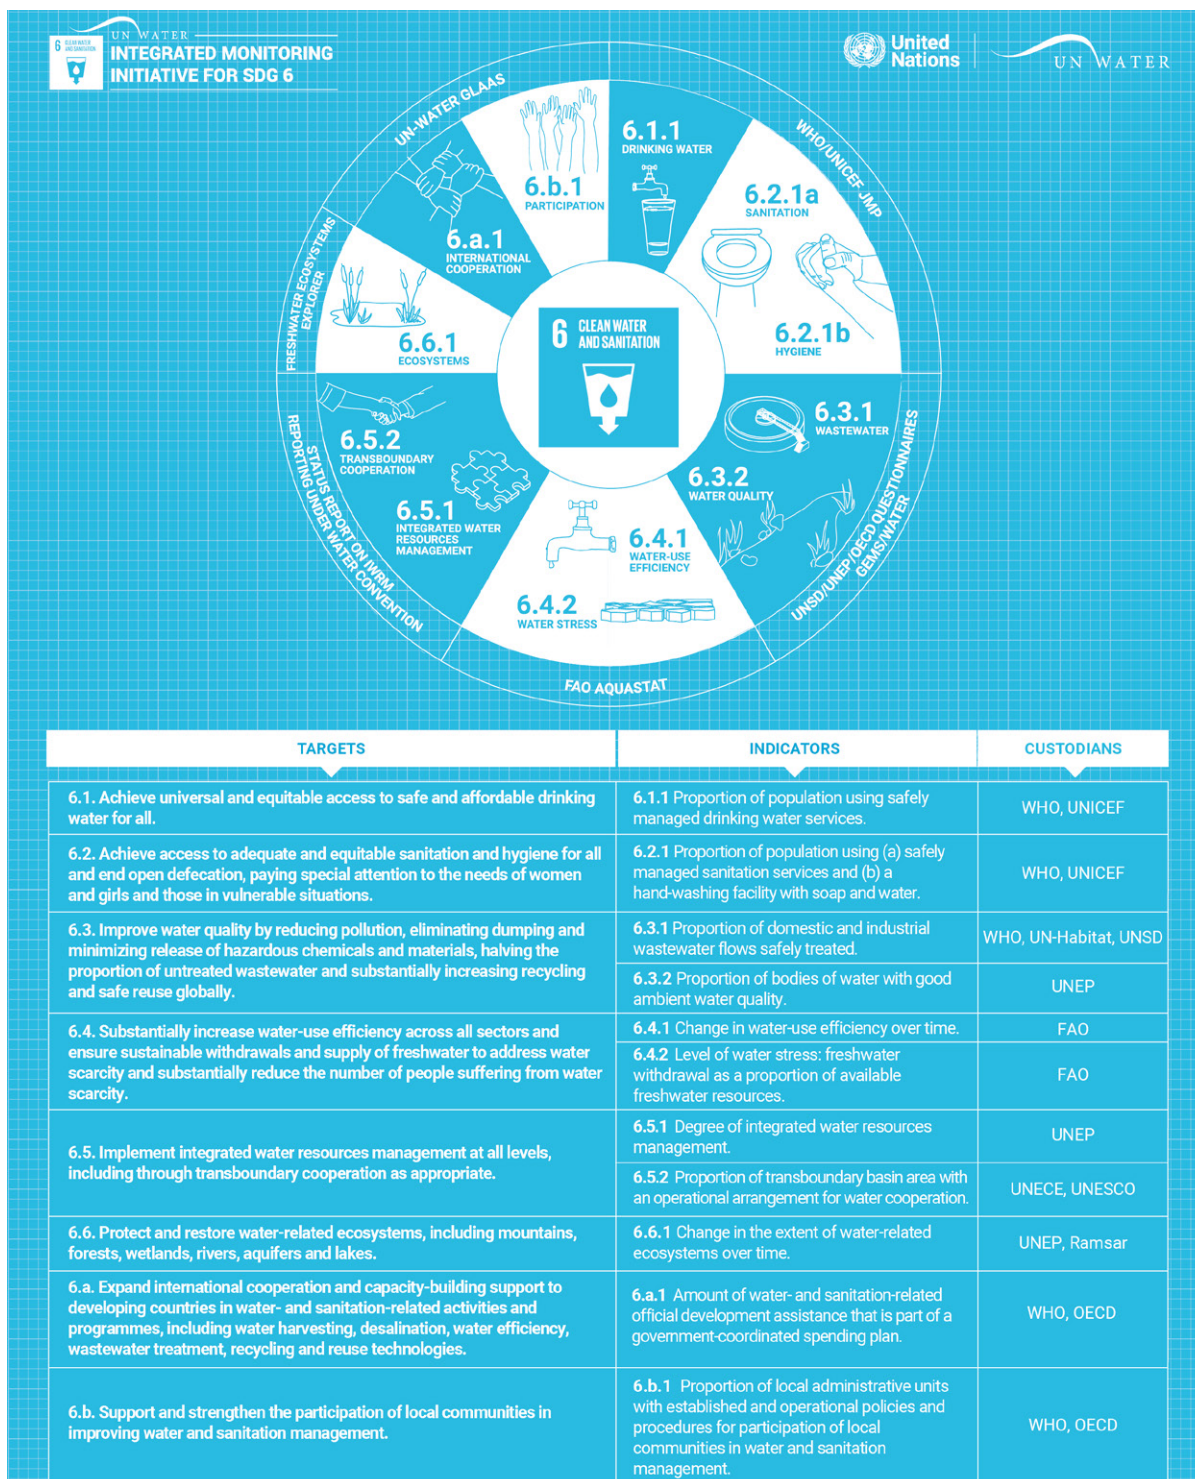 UN WATER
6 CLEAN WATER
AND SANITATION
INTEGRATED MONITORING
INITIATIVE FOR SDG 6
United
Nations
UN WATER
UN-WATER GLAAS
WHO/UNICEF JMP
UNSD/UNEP/OECD QUESTIONNAIRES
GEMS/WATER
FAO AQUASTAT
STATUS REPORT ON IWRM
REPORTING UNDER WATER CONVENTION
FRESHWATER ECOSYSTEMS
EXPLORER
6.b.1
PARTICIPATION
6.1.1
DRINKING WATER
6.2.1a
SANITATION
6.2.1b
HYGIENE
6.3.1
WASTEWATER
6.3.2
WATER QUALITY
6.4.1
WATER-USE
EFFICIENCY
6.4.2
WATER STRESS
6.5.1
INTEGRATED WATER
RESOURCES
MANAGEMENT
6.5.2
TRANSBOUNDARY
COOPERATION
6.6.1
ECOSYSTEMS
6.a.1
INTERNATIONAL
COOPERATION
6 CLEAN WATER
AND SANITATION
TARGETS
INDICATORS
CUSTODIANS
6.1. Achieve universal and equitable access to safe and affordable drinking
water for all.
6.1.1 Proportion of population using safely
managed drinking water services.
WHO, UNICEF
6.2. Achieve access to adequate and equitable sanitation and hygiene for all
and end open defecation, paying special attention to the needs of women
and girls and those in vulnerable situations.
6.2.1 Proportion of population using (a) safely
managed sanitation services and (b) a
hand-washing facility with soap and water.
WHO, UNICEF
6.3. Improve water quality by reducing pollution, eliminating dumping and
minimizing release of hazardous chemicals and materials, halving the
proportion of untreated wastewater and substantially increasing recycling
and safe reuse globally.
6.3.1 Proportion of domestic and industrial
wastewater flows safely treated.
WHO, UN-Habitat, UNSD
6.3.2 Proportion of bodies of water with good
ambient water quality.
UNEP
6.4. Substantially increase water-use efficiency across all sectors and
ensure sustainable withdrawals and supply of freshwater to address water
scarcity and substantially reduce the number of people suffering from water
scarcity.
6.4.1 Change in water-use efficiency over time.
FAO
6.4.2 Level of water stress: freshwater
withdrawal as a proportion of available
freshwater resources.
FAO
6.5. Implement integrated water resources management at all levels,
including through transboundary cooperation as appropriate.
6.5.1 Degree of integrated water resources
management.
UNEP
6.5.2 Proportion of transboundary basin area with
an operational arrangement for water cooperation.
UNECE, UNESCO
6.6. Protect and restore water-related ecosystems, including mountains,
forests, wetlands, rivers, aquifers and lakes.
6.6.1 Change in the extent of water-related
ecosystems over time.
UNEP, Ramsar
6.a. Expand international cooperation and capacity-building support to
developing countries in water- and sanitation-related activities and
programmes, including water harvesting, desalination, water efficiency,
wastewater treatment, recycling and reuse technologies.
6.a.1 Amount of water- and sanitation-related
official development assistance that is part of a
government-coordinated spending plan.
WHO, OECD
6.b. Support and strengthen the participation of local communities in
improving water and sanitation management.
6.b.1 Proportion of local administrative units
with established and operational policies and
procedures for participation of local
communities in water and sanitation
management.
WHO, OECD